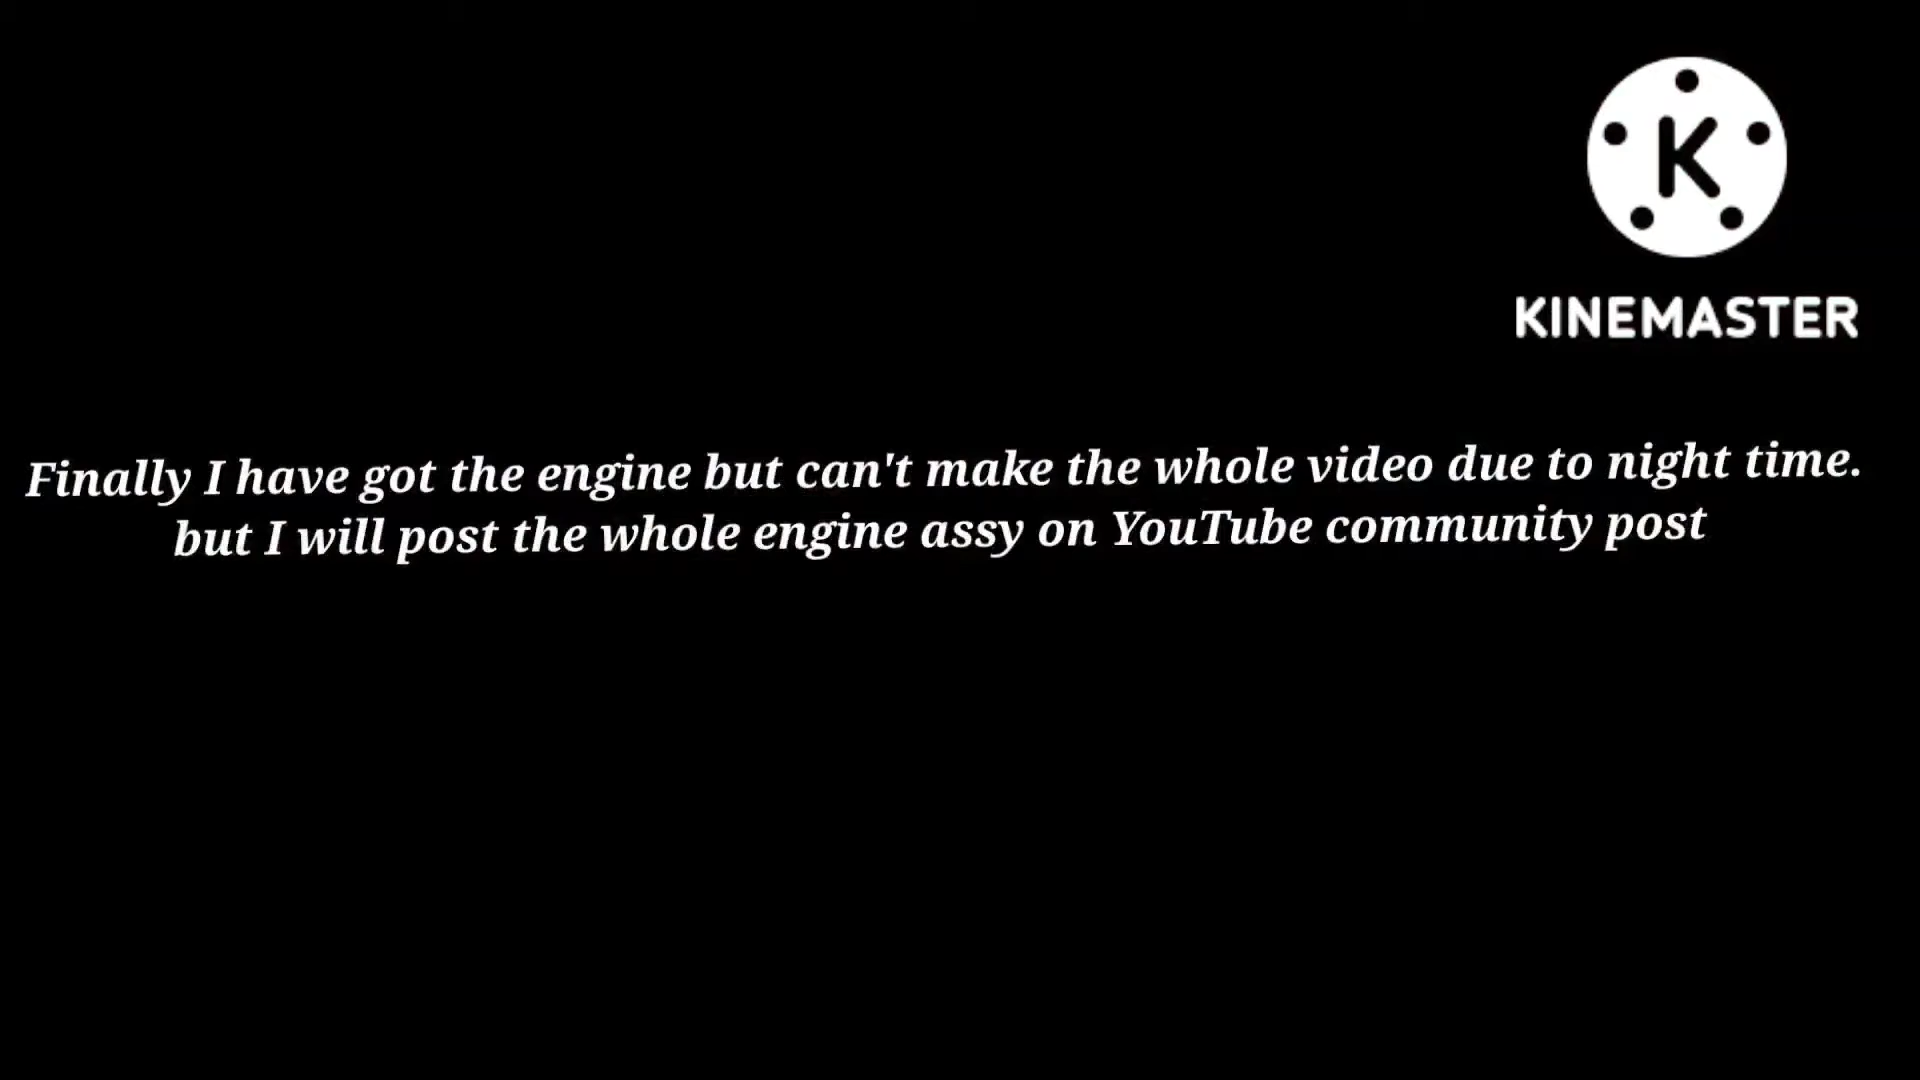 K
KINEMASTER
Finally I have got the engine but can't make the whole video due to night time.
but I will post the whole engine assy on YouTube community post